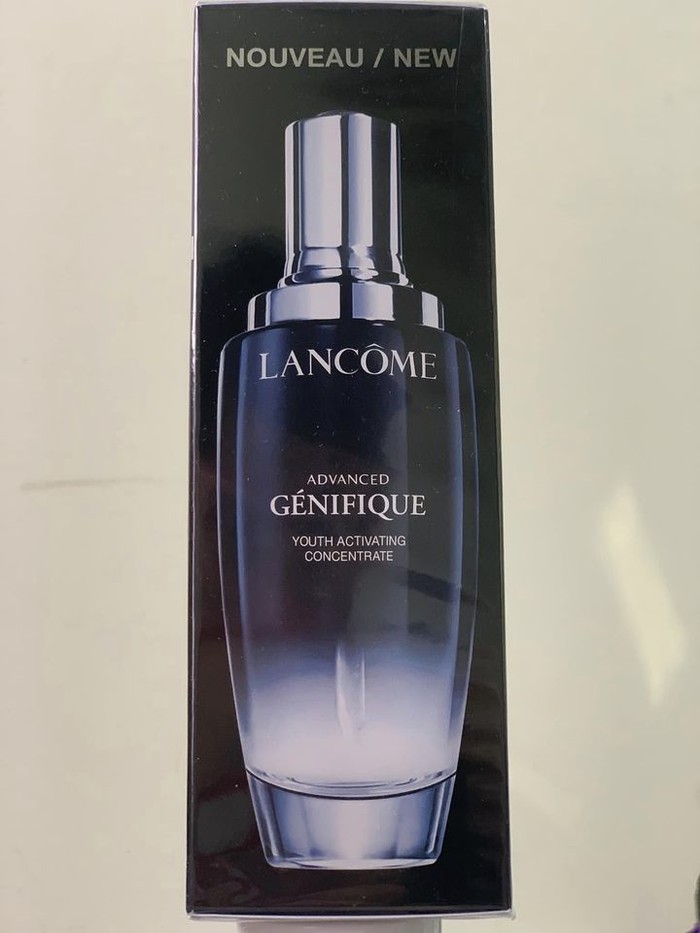 NOUVEAU / NEW
LANCÔME
ADVANCED
GÉNIFIQUE
YOUTH ACTIVATING
CONCENTRATE